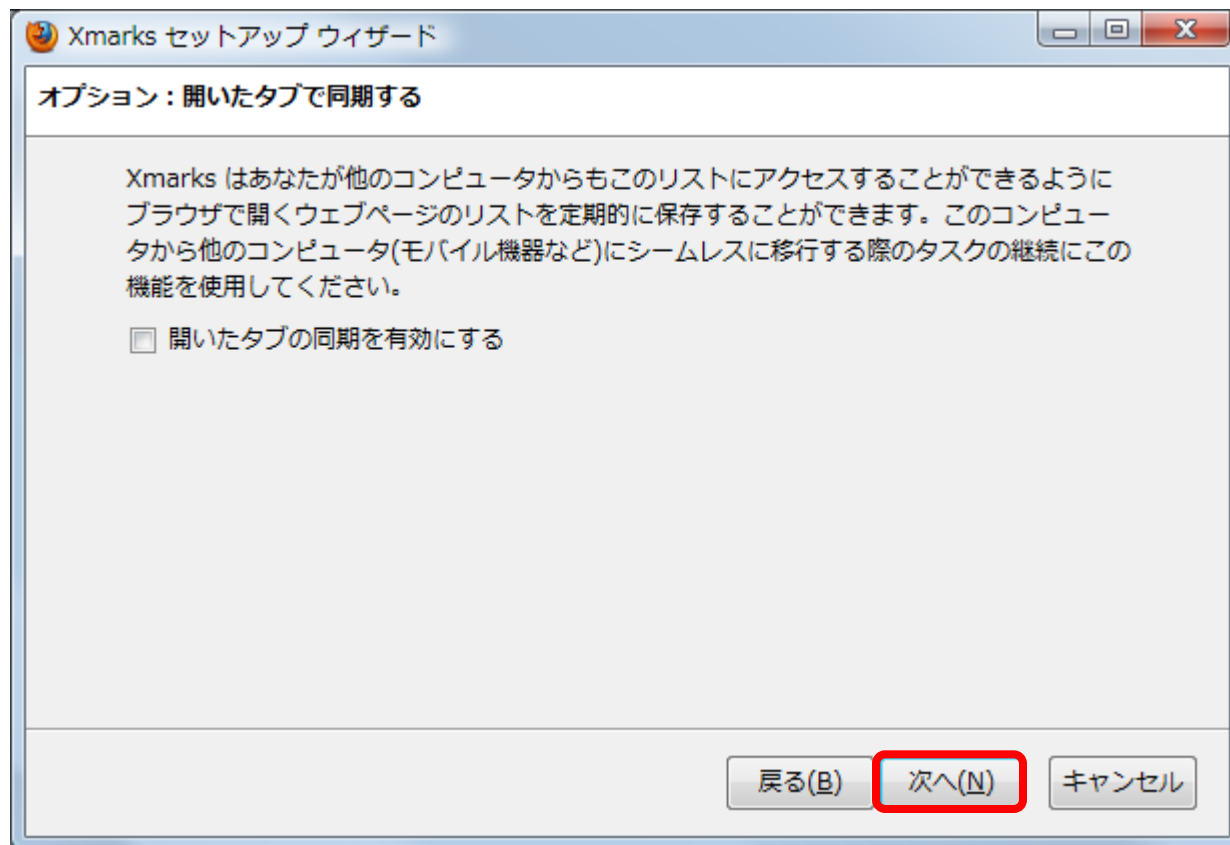 Xmarks セットアップ ウィザード
オプション：開いたタブで同期する
Xmarks はあなたが他のコンピュータからもこのリストにアクセスすることができるように
ブラウザで開くウェブページのリストを定期的に保存することができます。このコンピュー
タから他のコンピュータ(モバイル機器など)にシームレスに移行する際のタスクの継続にこの
機能を使用してください。
開いたタブの同期を有効にする
戻る(B) 次へ(N) キャンセル